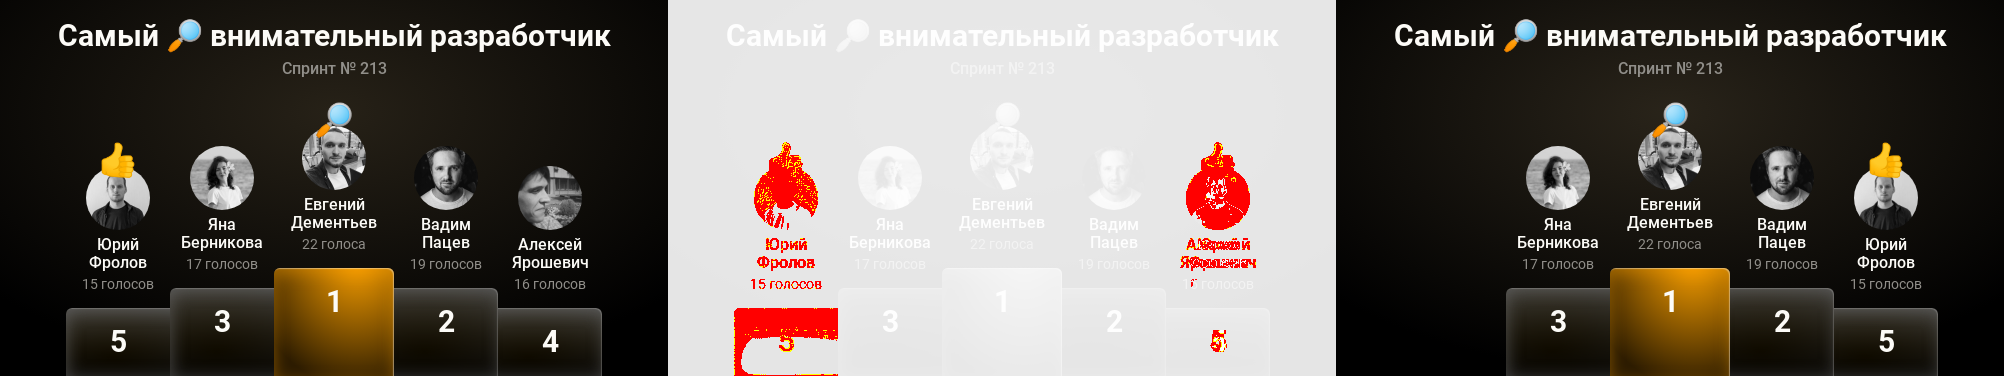 Самый 🔎 внимательный разработчик
Спринт № 213
Юрий
Фролов
15 голосов
5
Яна
Берникова
17 голосов
3
Евгений
Дементьев
22 голоса
1
Вадим
Пацев
19 голосов
2
Алексей
Ярошевич
16 голосов
4
Самый 🔎 внимательный разработчик
Спринт № 213
Юрий
Фролов
15 голосов
5
Яна
Берникова
17 голосов
3
Евгений
Дементьев
22 голоса
1
Вадим
Пацев
19 голосов
2
голосов
Самый 🔎 внимательный разработчик
Спринт № 213
Яна
Берникова
17 голосов
3
Евгений
Дементьев
22 голоса
1
Вадим
Пацев
19 голосов
2
Юрий
Фролов
15 голосов
5